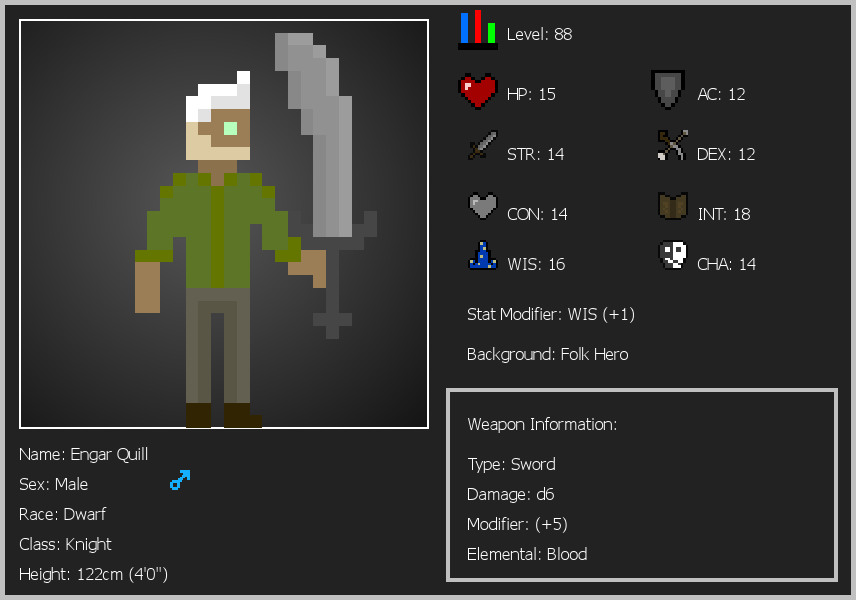 Level: 88
HP: 15
AC: 12
STR: 14
DEX: 12
CON: 14
INT: 18
WIS: 16
CHA: 14
Stat Modifier: WIS (+1)
Background: Folk Hero
Weapon Information:
Type: Sword
Damage: d6
Modifier: (+5)
Elemental: Blood
Name: Engar Quill
Sex: Male
Race: Dwarf
Class: Knight
Height: 122cm (4'0")